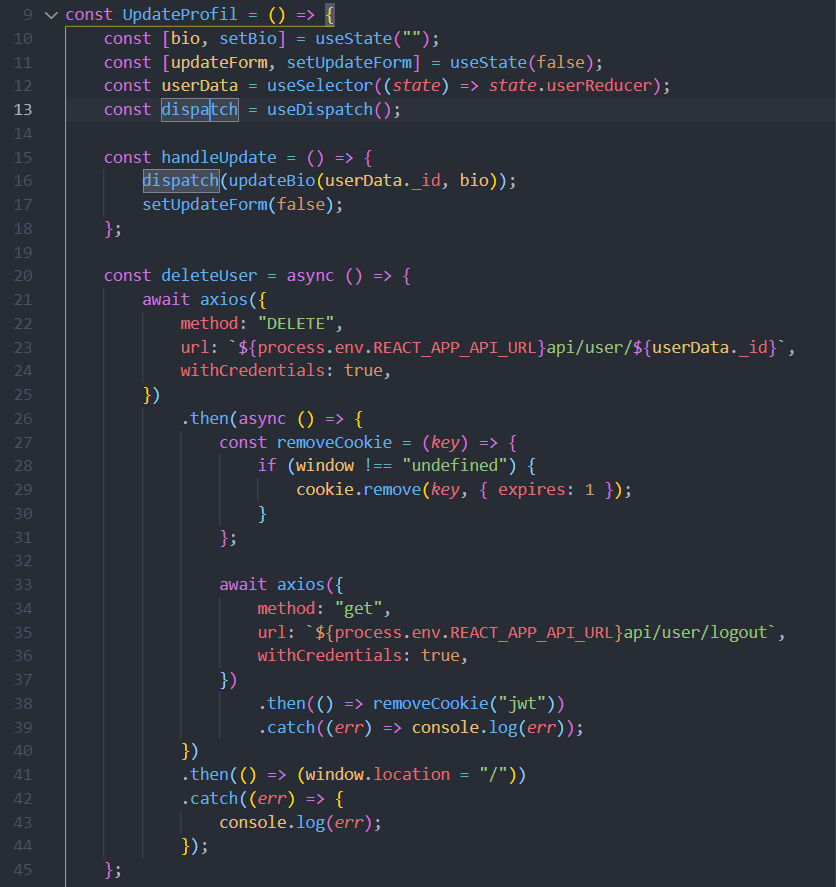 9 const UpdateProfil = () => {
10 const [bio, setBio] = useState("");
11 const [updateForm, setUpdateForm] = useState(false);
12 const userData = useSelector((state) => state.userReducer);
13 const dispatch = useDispatch();
14
15 const handleUpdate = () => {
16 dispatch(updateBio(userData._id, bio));
17 setUpdateForm(false);
18 };
19
20 const deleteUser = async () => {
21 await axios({
22 method: "DELETE",
23 url: `${process.env.REACT_APP_API_URL}api/user/${userData._id}`,
24 withCredentials: true,
25 })
26 .then(async () => {
27 const removeCookie = (key) => {
28 if (window !== "undefined") {
29 cookie.remove(key, { expires: 1 });
30 }
31 };
32
33 await axios({
34 method: "get",
35 url: `${process.env.REACT_APP_API_URL}api/user/logout`,
36 withCredentials: true,
37 })
38 .then(() => removeCookie("jwt"))
39 .catch((err) => console.log(err));
40 })
41 .then(() => (window.location = "/"))
42 .catch((err) => {
43 console.log(err);
44 });
45 };